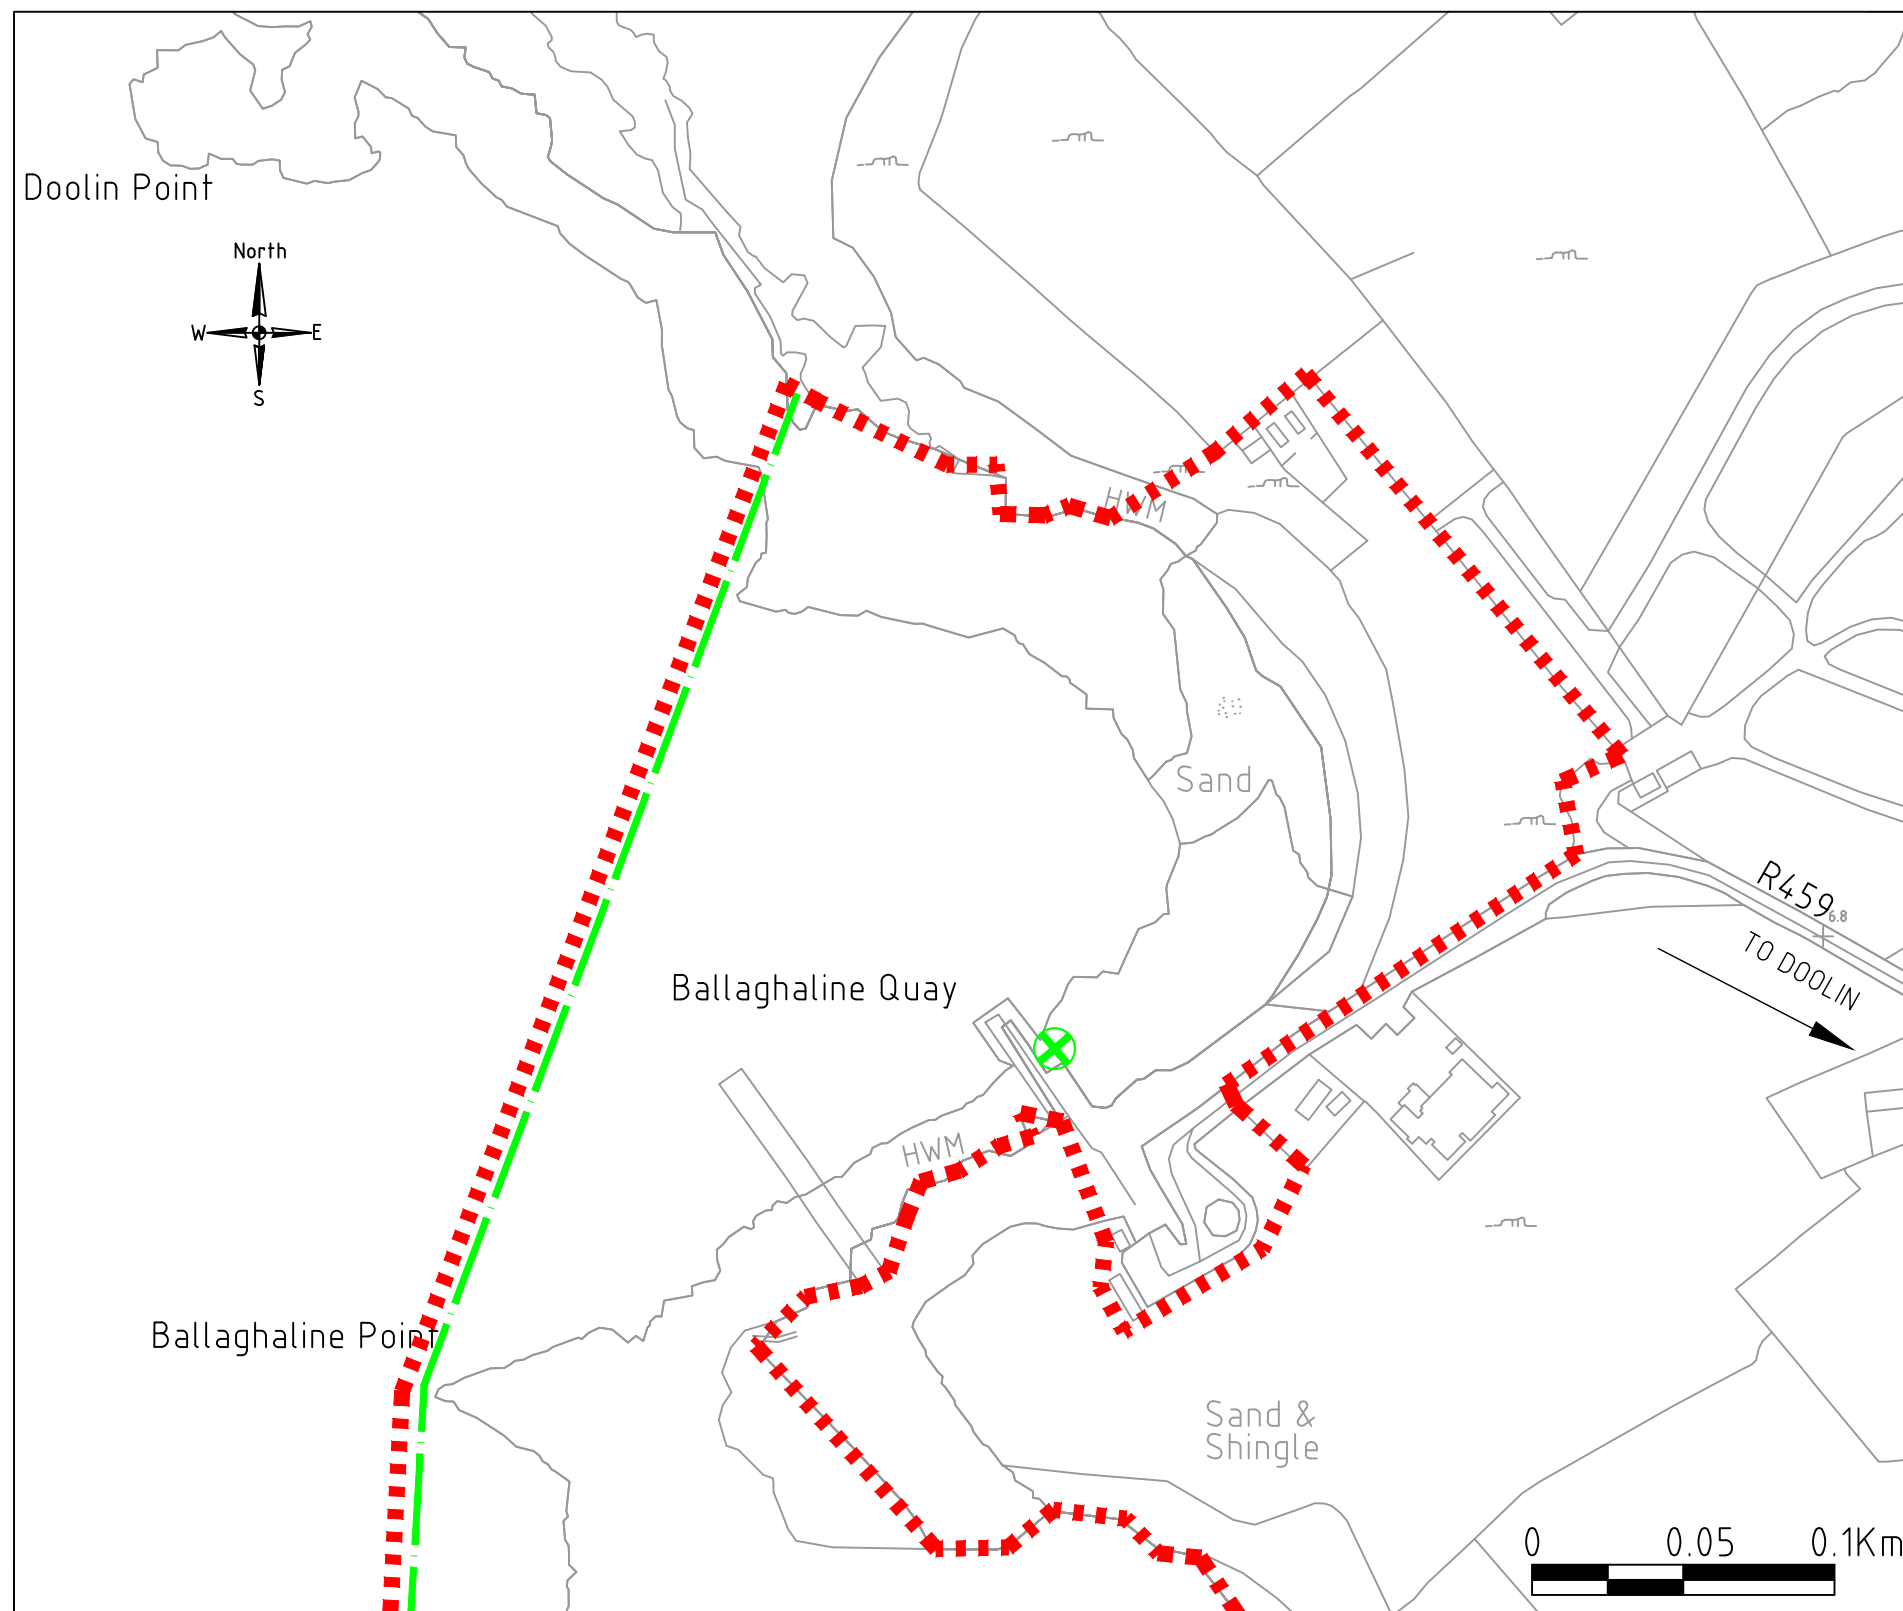 Doolin Point
North
W E
S
HWM
Sand
R459
6.8
TO DOOLIN
Ballaghaline Quay
HWM
Ballaghaline Point
Sand &
Shingle
0 0.05 0.1Km